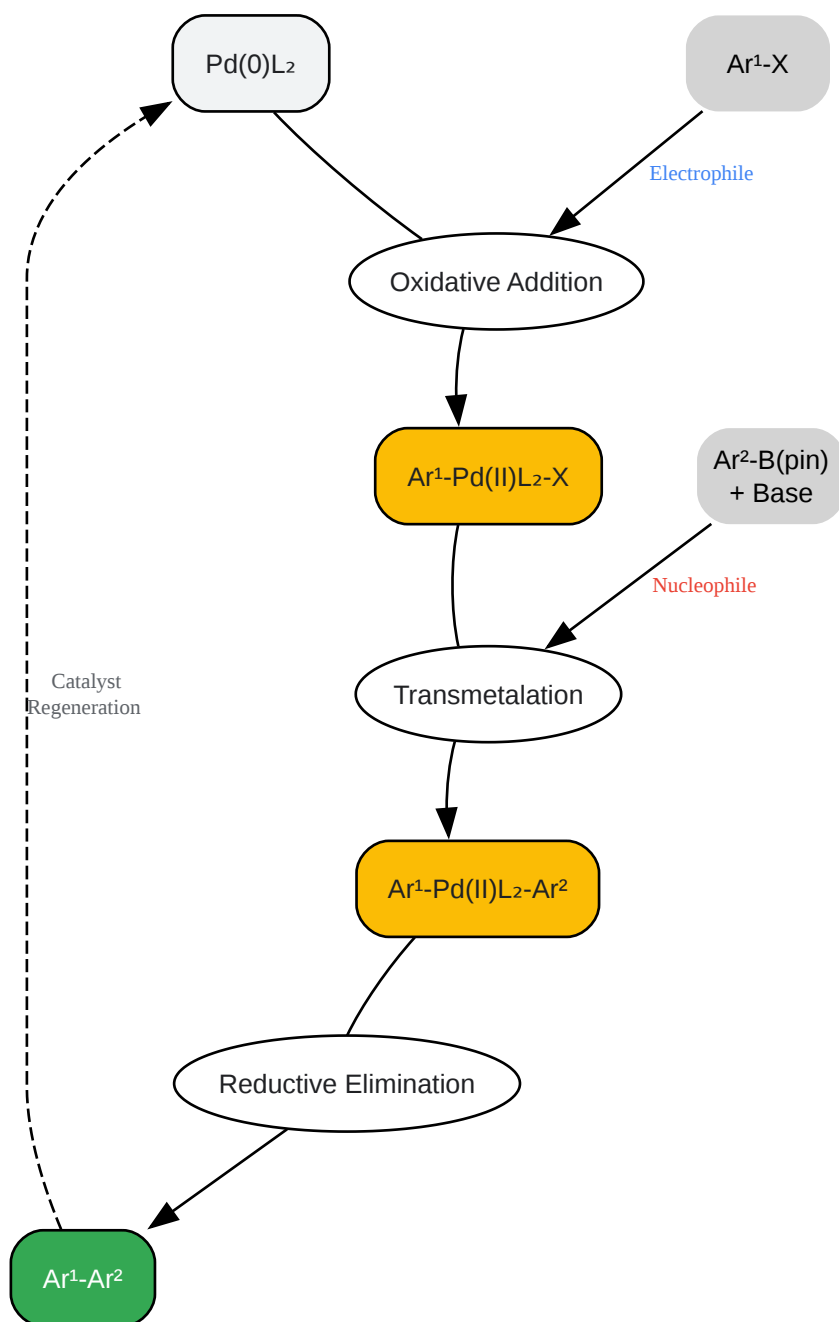 Pd(0)L₂
Ar¹-X
Electrophile
Oxidative Addition
Ar¹-Pd(II)L₂-X
Ar²-B(pin)
+ Base
Nucleophile
Catalyst
Regeneration
Transmetalation
Ar¹-Pd(II)L₂-Ar²
Reductive Elimination
Ar¹-Ar²